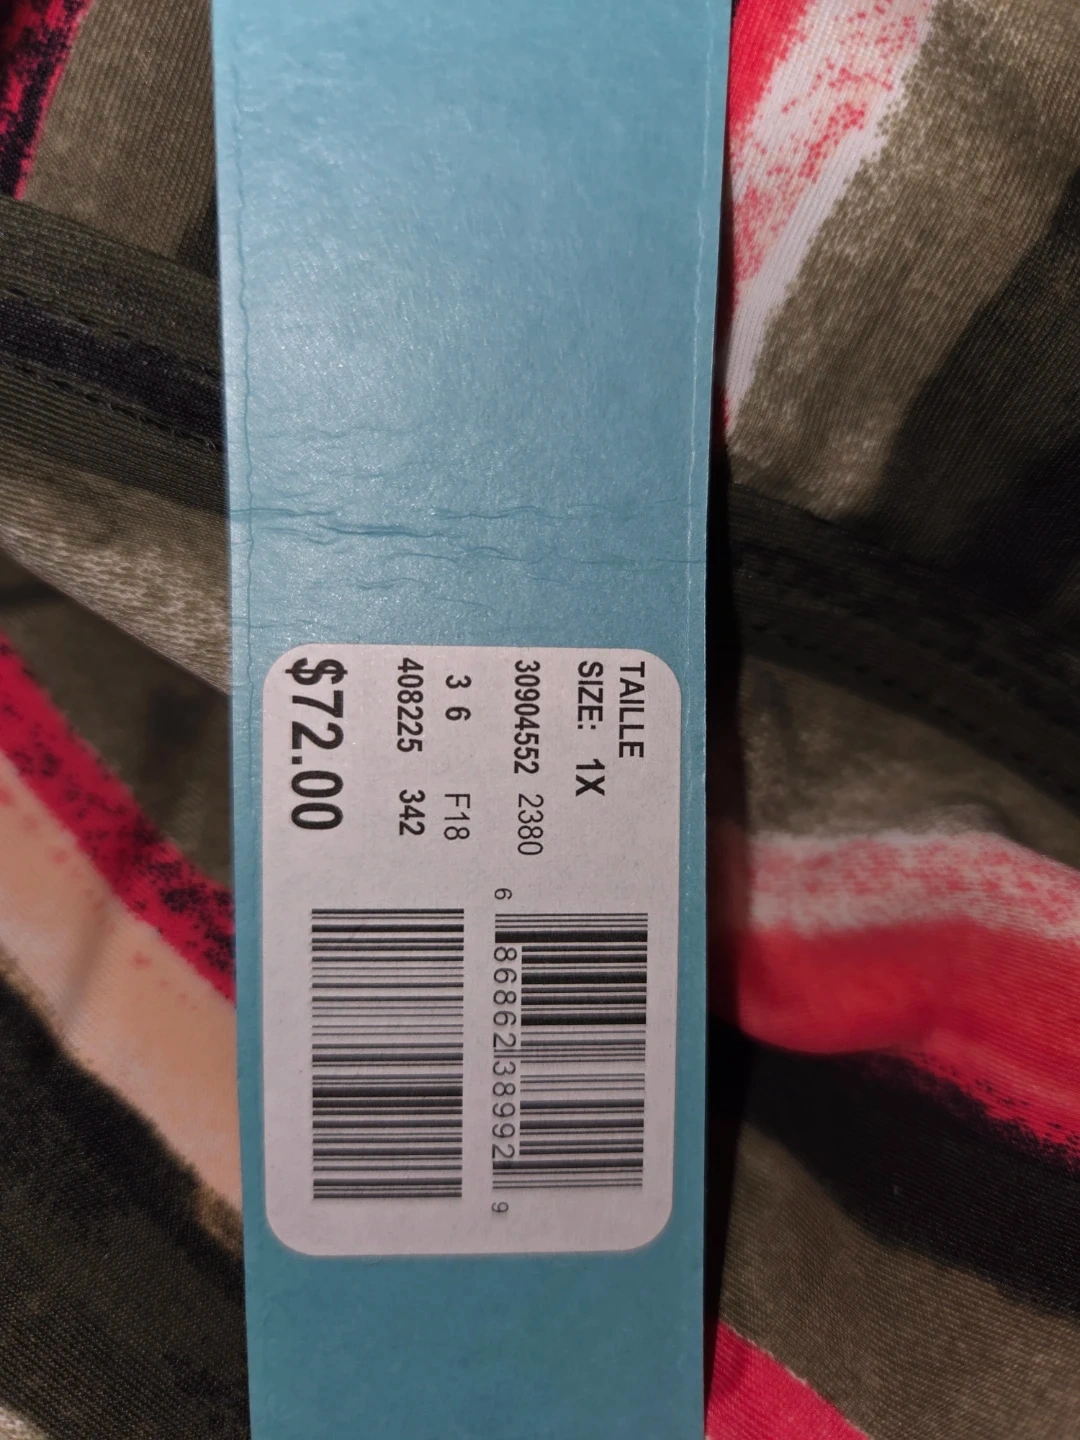 TAILLE
SIZE: 1X
30904552 2380
3 6 F18
408225 342
$72.00
6 86862 38992 9